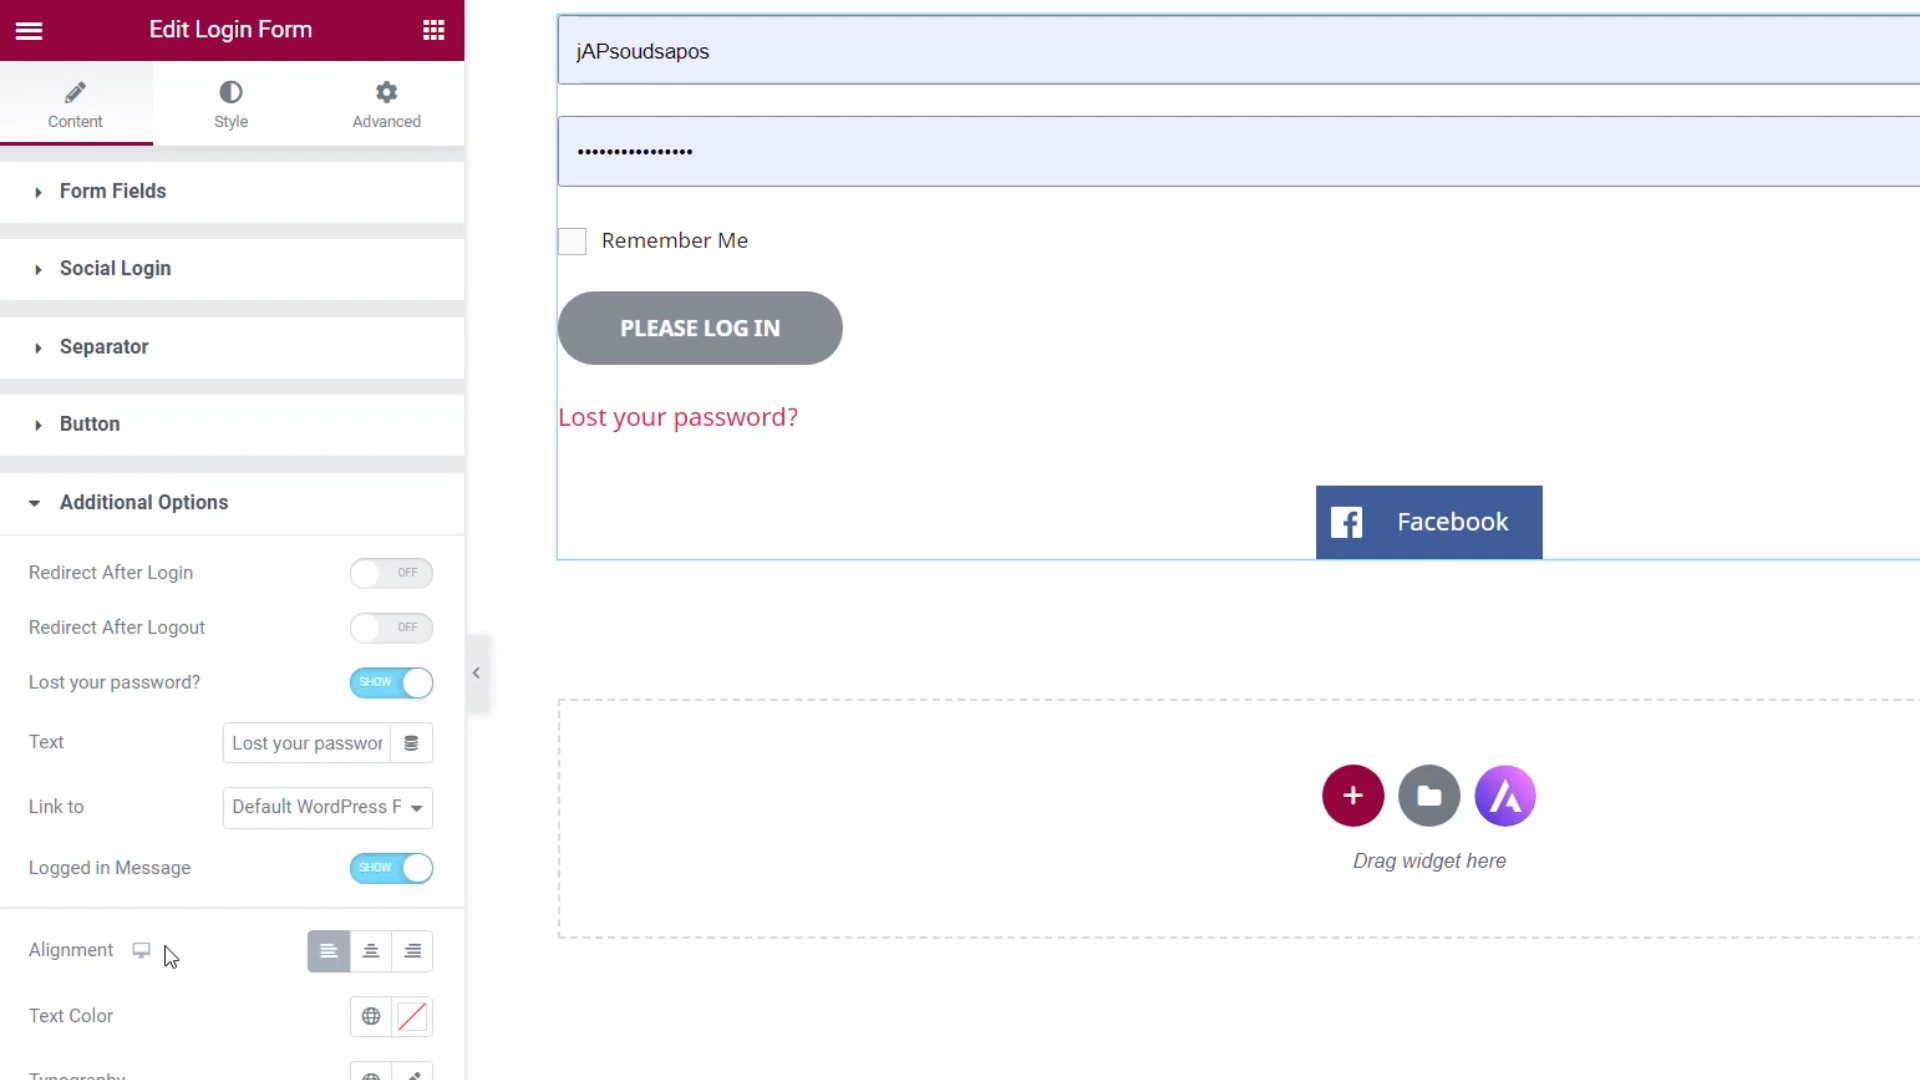 Edit Login Form
Content
Style
Advanced
Form Fields
Social Login
Separator
Button
Additional Options
Redirect After Login
OFF
Redirect After Logout
OFF
Lost your password?
SHOW
Text
Lost your passwor
Link to
Default WordPress F
Logged in Message
SHOW
Alignment
Text Color
Typography
jAPsoudsapos
••••••••••••••••
Remember Me
PLEASE LOG IN
Lost your password?
Facebook
Drag widget here